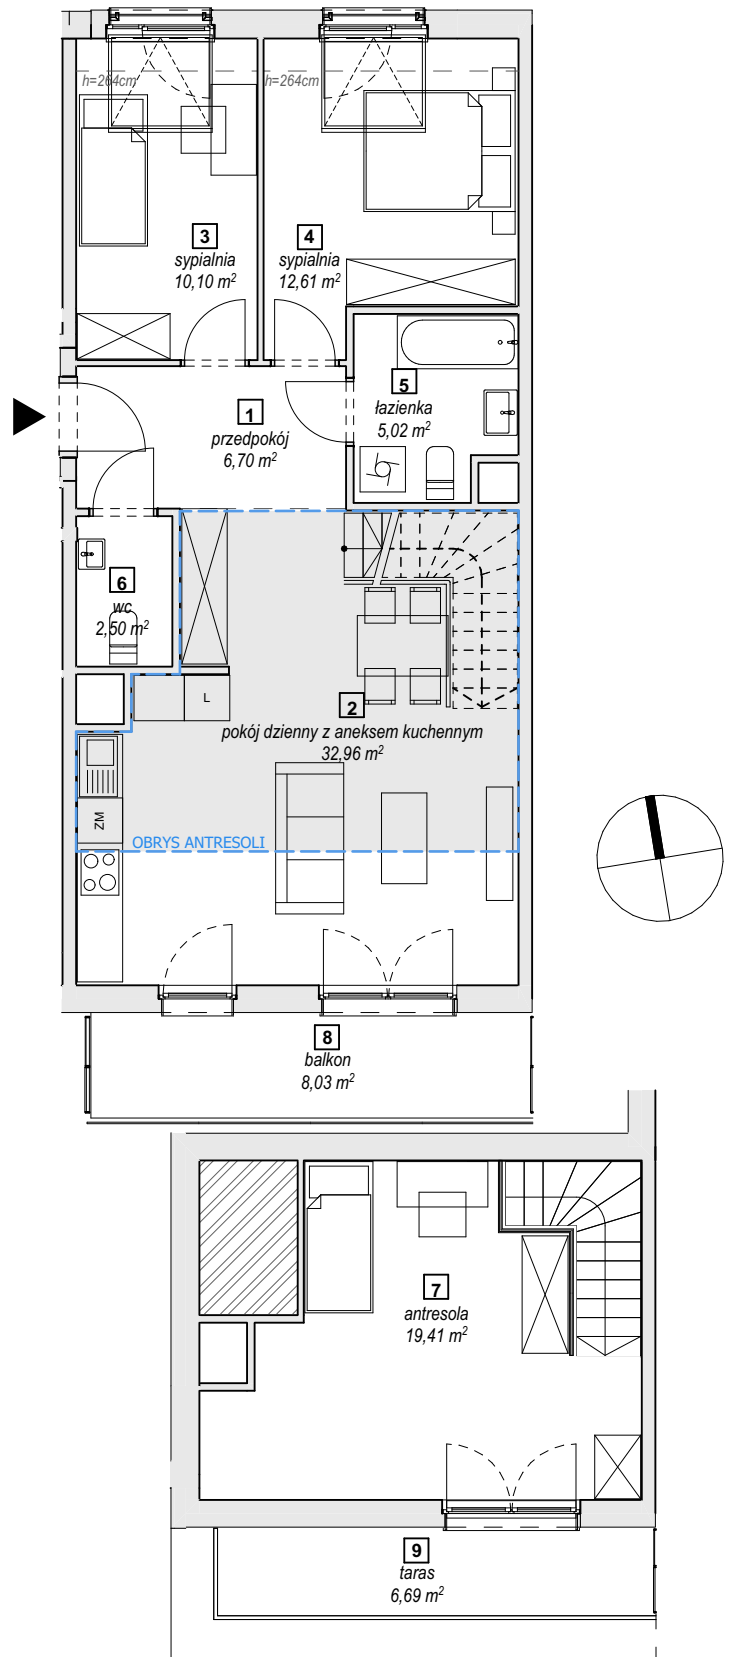 h=264cm
h=264cm
3
sypialnia
10,10 m²
4
sypialnia
12,61 m²
5
łazienka
5,02 m²
1
przedpokój
6,70 m²
6
wc
2,50 m²
L
2
pokój dzienny z aneksem kuchennym
32,96 m²
ZM
OBRYS ANTRESOLI
8
balkon
8,03 m²
7
antresola
19,41 m²
9
taras
6,69 m²